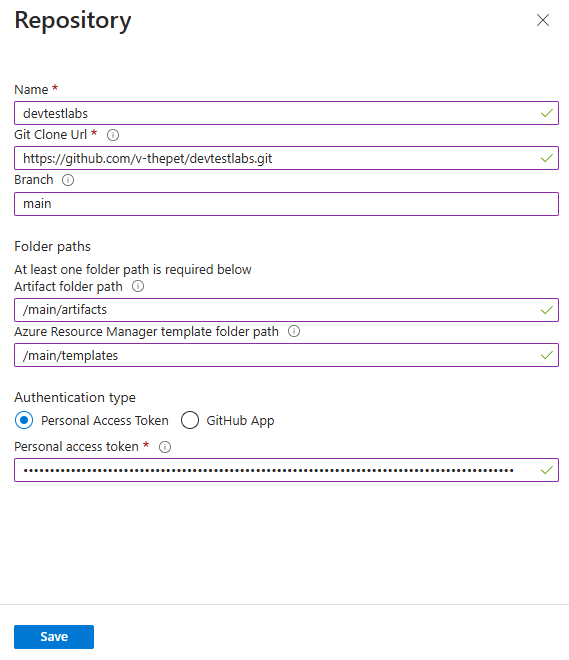 Repository
Name *
devtestlabs
Git Clone Url *
https://github.com/v-thepet/devtestlabs.git
Branch
main
Folder paths
At least one folder path is required below
Artifact folder path
/main/artifacts
Azure Resource Manager template folder path
/main/templates
Authentication type
Personal Access Token GitHub App
Personal access token *
Save